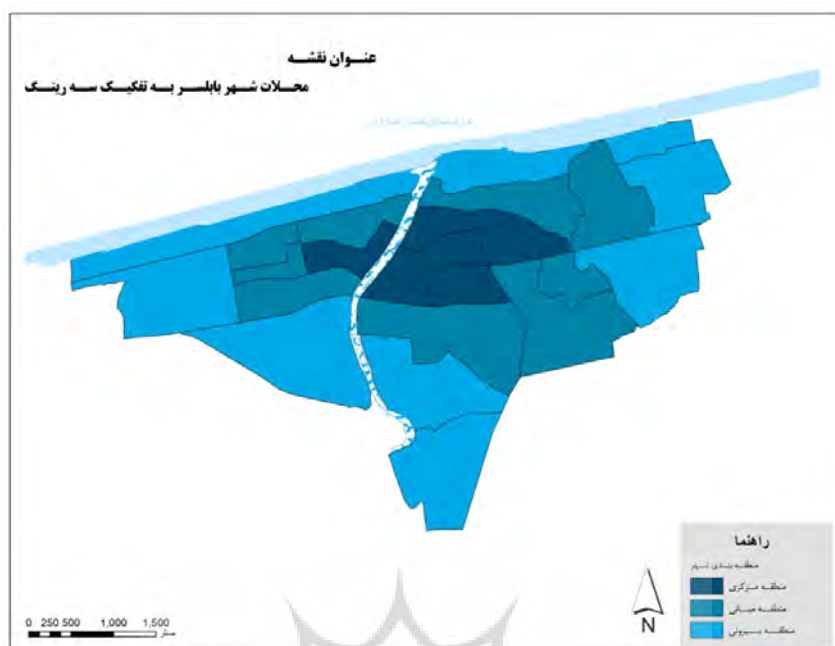 عنوان نقشه
محلات شهر بابلسر به تفکیک سه رینگ
راهنما
منطقه بندی شهر
منطقه مرکزی
منطقه میانی
منطقه بیرونی
0 250 500 1,000 1,500
متر
N